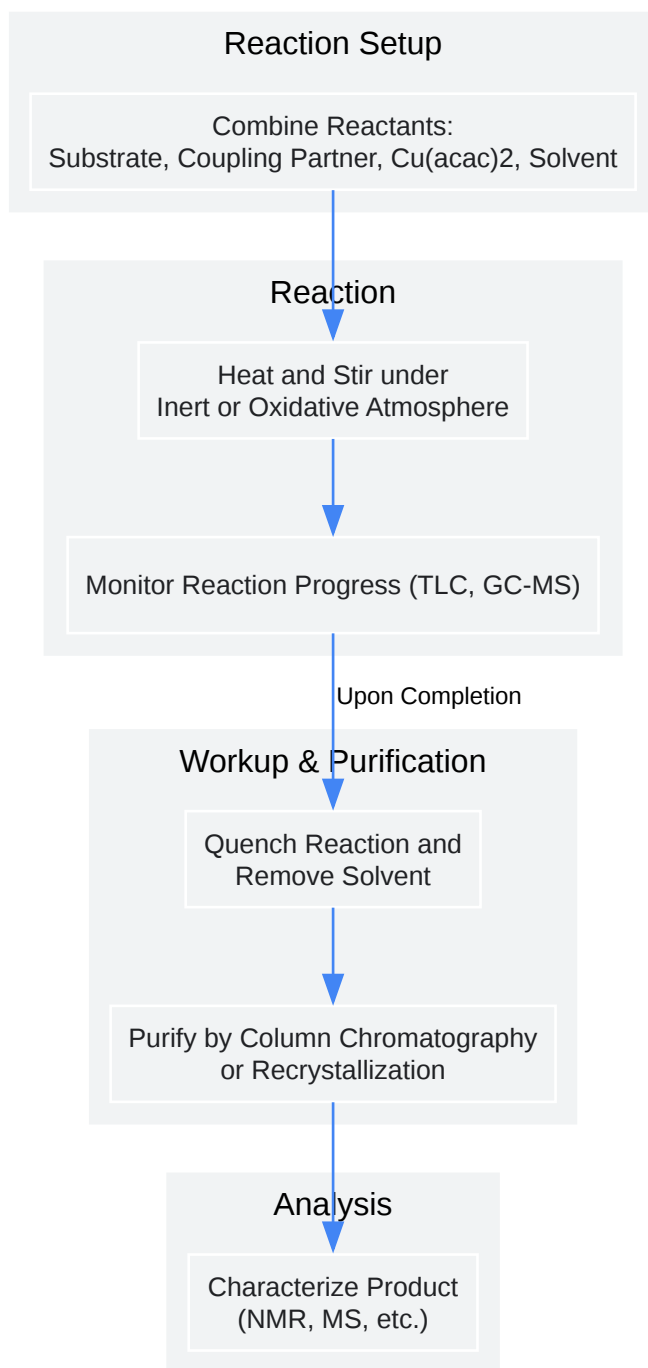 Reaction Setup
Combine Reactants:
Substrate, Coupling Partner, Cu(acac)2, Solvent
Reaction
Heat and Stir under
Inert or Oxidative Atmosphere
Monitor Reaction Progress (TLC, GC-MS)
Upon Completion
Workup & Purification
Quench Reaction and
Remove Solvent
Purify by Column Chromatography
or Recrystallization
Analysis
Characterize Product
(NMR, MS, etc.)